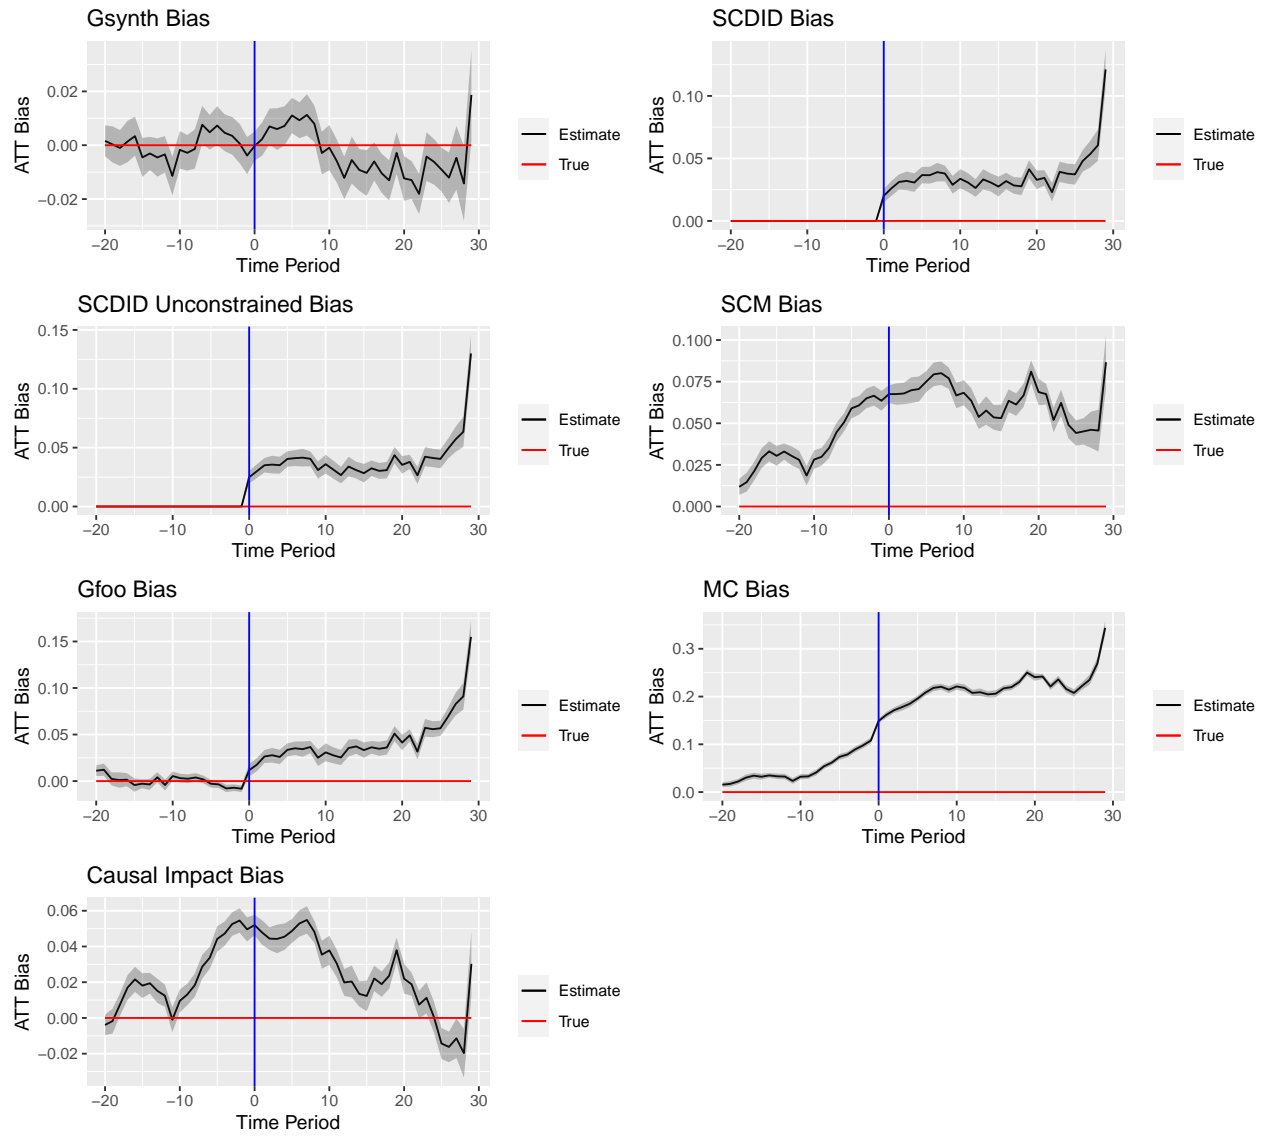 Gsynth Bias
ATT Bias
0.02
0.00
−0.02
−20 −10 0 10 20 30
Time Period
Estimate
True
SCDID Bias
ATT Bias
0.10
0.05
0.00
−20 −10 0 10 20 30
Time Period
Estimate
True
SCDID Unconstrained Bias
ATT Bias
0.15
0.10
0.05
0.00
−20 −10 0 10 20 30
Time Period
Estimate
True
SCM Bias
ATT Bias
0.100
0.075
0.050
0.025
0.000
−20 −10 0 10 20 30
Time Period
Estimate
True
Gfoo Bias
ATT Bias
0.15
0.10
0.05
0.00
−20 −10 0 10 20 30
Time Period
Estimate
True
MC Bias
ATT Bias
0.3
0.2
0.1
0.0
−20 −10 0 10 20 30
Time Period
Estimate
True
Causal Impact Bias
ATT Bias
0.06
0.04
0.02
0.00
−0.02
−20 −10 0 10 20 30
Time Period
Estimate
True